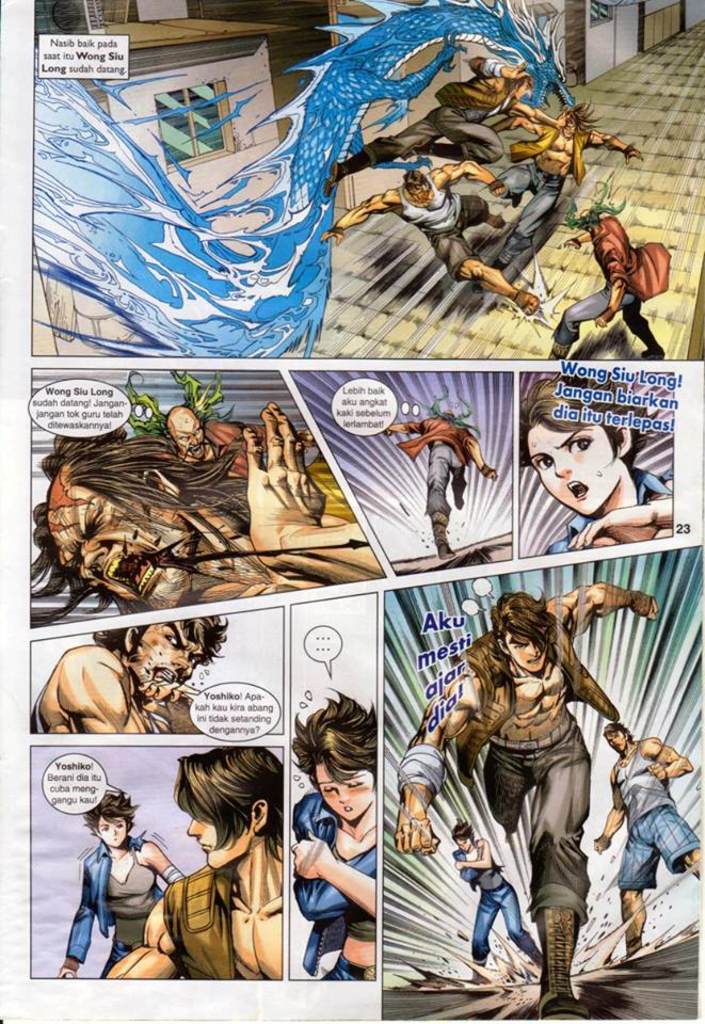 Nasib baik pada
saat itu Wong Siu
Long sudah datang.
Wong Siu Long
sudah datang! Jangan-
jangan tok guru telah
ditewaskannya!
Lebih baik
aku angkat
kaki sebelum
terlambat!
Wong Siu Long!
Jangan biarkan
dia itu terlepas!
23
Yoshiko! Apa-
kah kau kira abang
ini tidak setanding
dengannya?
...
...
Aku
mesti
ajar
dia!
Yoshiko!
Berani dia itu
cuba meng-
ganggu kau!